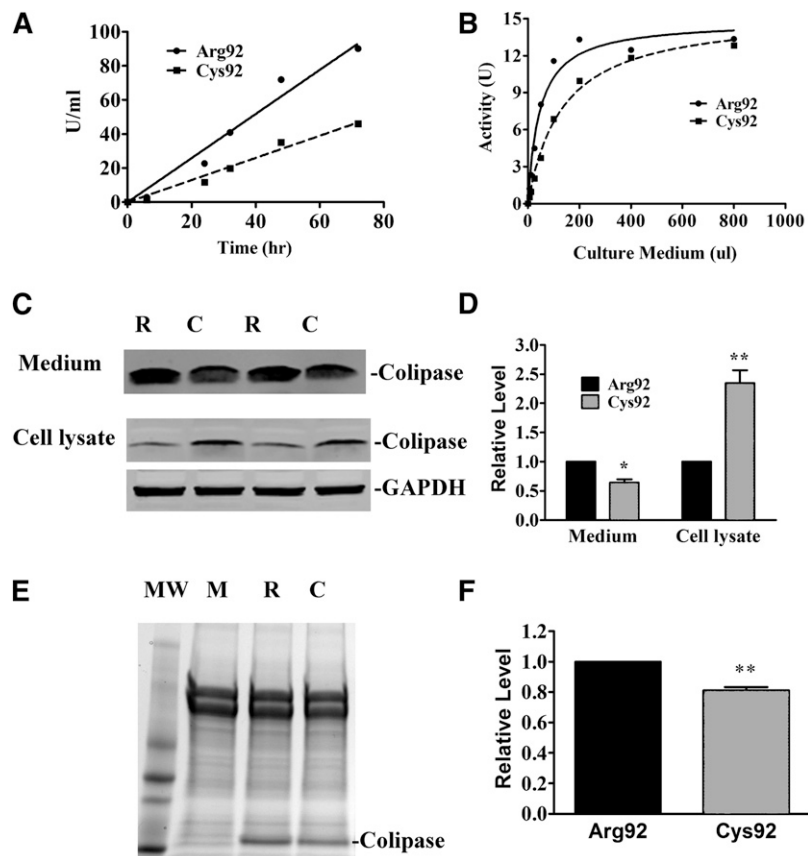 A
100
80
60
40
20
0
U/ml
Arg92
Cys92
0 20 40 60 80
Time (hr)
B
15
12
9
6
3
0
Activity (U)
Arg92
Cys92
0 200 400 600 800 1000
Culture Medium (ul)
C
R C R C
Medium
-Colipase
Cell lysate
-Colipase
-GAPDH
D
3.0
2.5
2.0
1.5
1.0
0.5
0.0
Relative Level
Arg92
Cys92
*
**
Medium Cell lysate
E
MW M R C
-Colipase
F
1.2
1.0
0.8
0.6
0.4
0.2
0.0
Relative Level
**
Arg92 Cys92